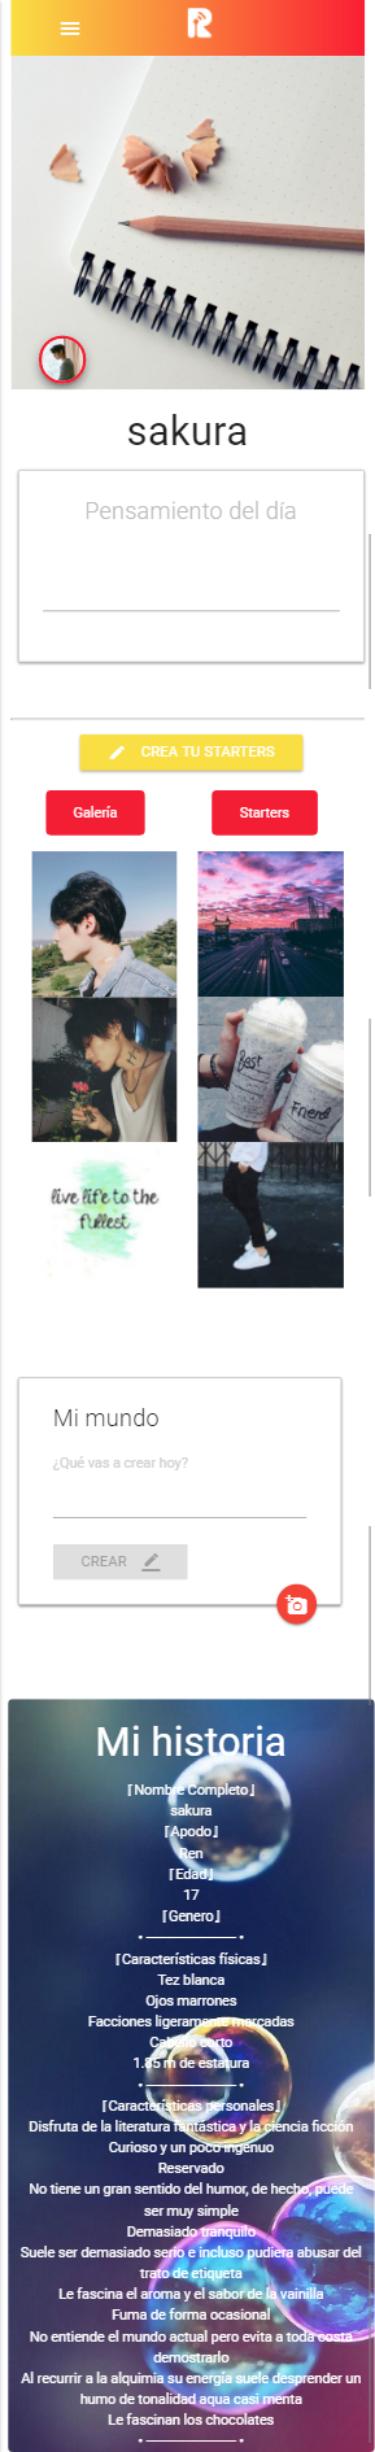 sakura
Pensamiento del día
CREA TU STARTERS
Galería
Starters
Best
Friend
live life to the
fullest
Mi mundo
¿Qué vas a crear hoy?
CREAR
Mi historia
⌈Nombre Completo⌋
sakura
⌈Apodo⌋
Ren
⌈Edad⌋
17
⌈Genero⌋
⌈Características físicas⌋
Tez blanca
Ojos marrones
Facciones ligeramente marcadas
Cabello corto
1.85 m de estatura
⌈Características personales⌋
Disfruta de la literatura fantástica y la ciencia ficción
Curioso y un poco ingenuo
Reservado
No tiene un gran sentido del humor, de hecho, puede
ser muy simple
Demasiado tranquilo
Suele ser demasiado serio e incluso pudiera abusar del
trato de etiqueta
Le fascina el aroma y el sabor de la vainilla
Fuma de forma ocasional
No entiende el mundo actual pero evita a toda costa
demostrarlo
Al recurrir a la alquimia su energía suele desprender un
humo de tonalidad aqua casi menta
Le fascinan los chocolates